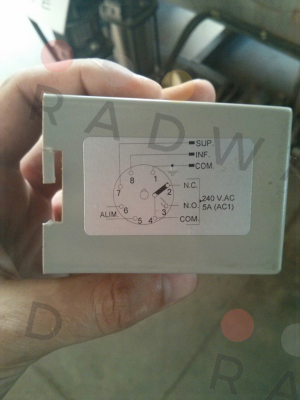 SUP.
INF.
COM.
8 1
7 2 N.C.
6 3 N.O. 240 V.AC
5A (AC1)
ALIM. 5 4 COM.
RADW